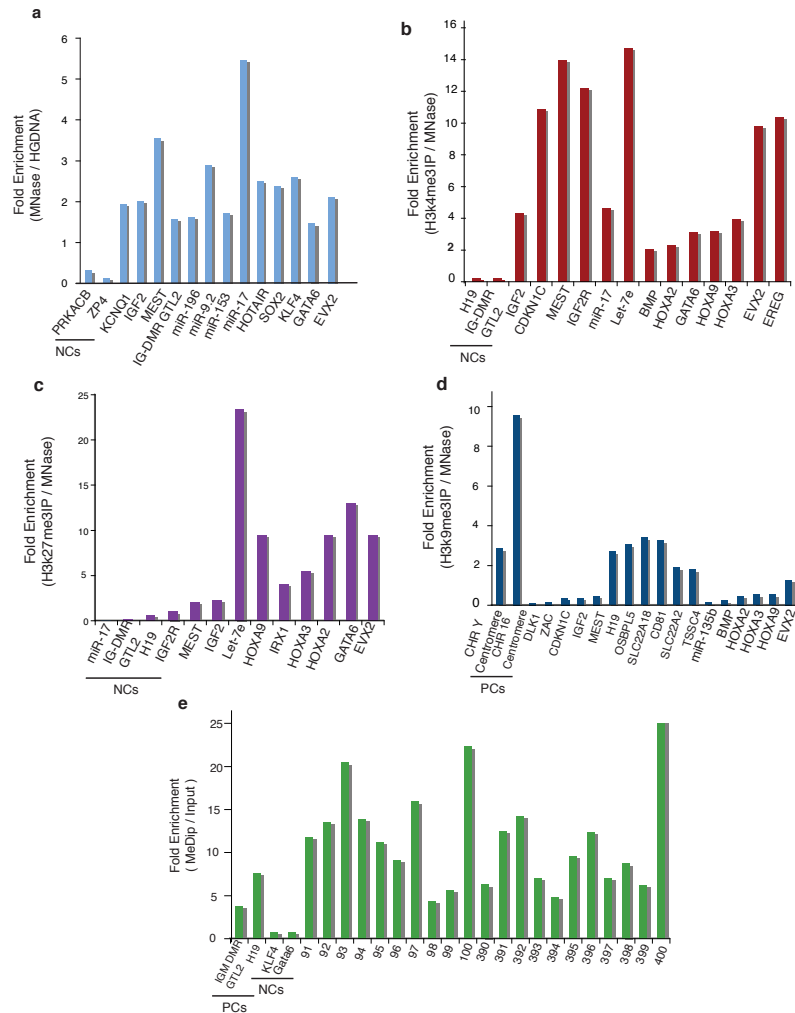 a
Fold Enrichment
(MNase / HGDNA)
6
5
4
3
2
1
0
PRKACB
ZP4
KCNQ1
IGF2
MEST
IG-DMR GTL2
miR-196
miR-9.2
miR-153
miR-17
HOTAIR
SOX2
KLF4
GATA6
EVX2
NCs
b
Fold Enrichment
(H3k4me3IP / MNase)
16
14
12
10
8
6
4
2
0
H19
IG-DMR
GTL2
IGF2
CDKN1C
MEST
IGF2R
miR-17
Let-7e
BMP
HOXA2
GATA6
HOXA9
HOXA3
EVX2
EREG
NCs
c
Fold Enrichment
(H3k27me3IP / MNase)
25
20
15
10
5
0
miR-17
IG-DMR
GTL2
H19
IGF2R
MEST
IGF2
Let-7e
HOXA9
IRX1
HOXA3
HOXA2
GATA6
EVX2
NCs
d
Fold Enrichment
(H3k9me3IP / MNase)
10
8
6
4
2
0
CHR Y
Centromere
CHR 16
Centromere
DLK1
ZAC
CDKN1C
IGF2
MEST
H19
OSBPL5
SLC22A18
CD81
SLC22A2
TSSC4
miR-135b
BMP
HOXA2
HOXA3
HOXA9
EVX2
PCs
e
Fold Enrichment
( MeDip / Input )
25
20
15
10
5
0
IGM DMR
GTL2
H19
KLF4
Gata6
91
92
93
94
95
96
97
98
99
100
390
391
392
393
394
395
396
397
398
399
400
NCs
PCs